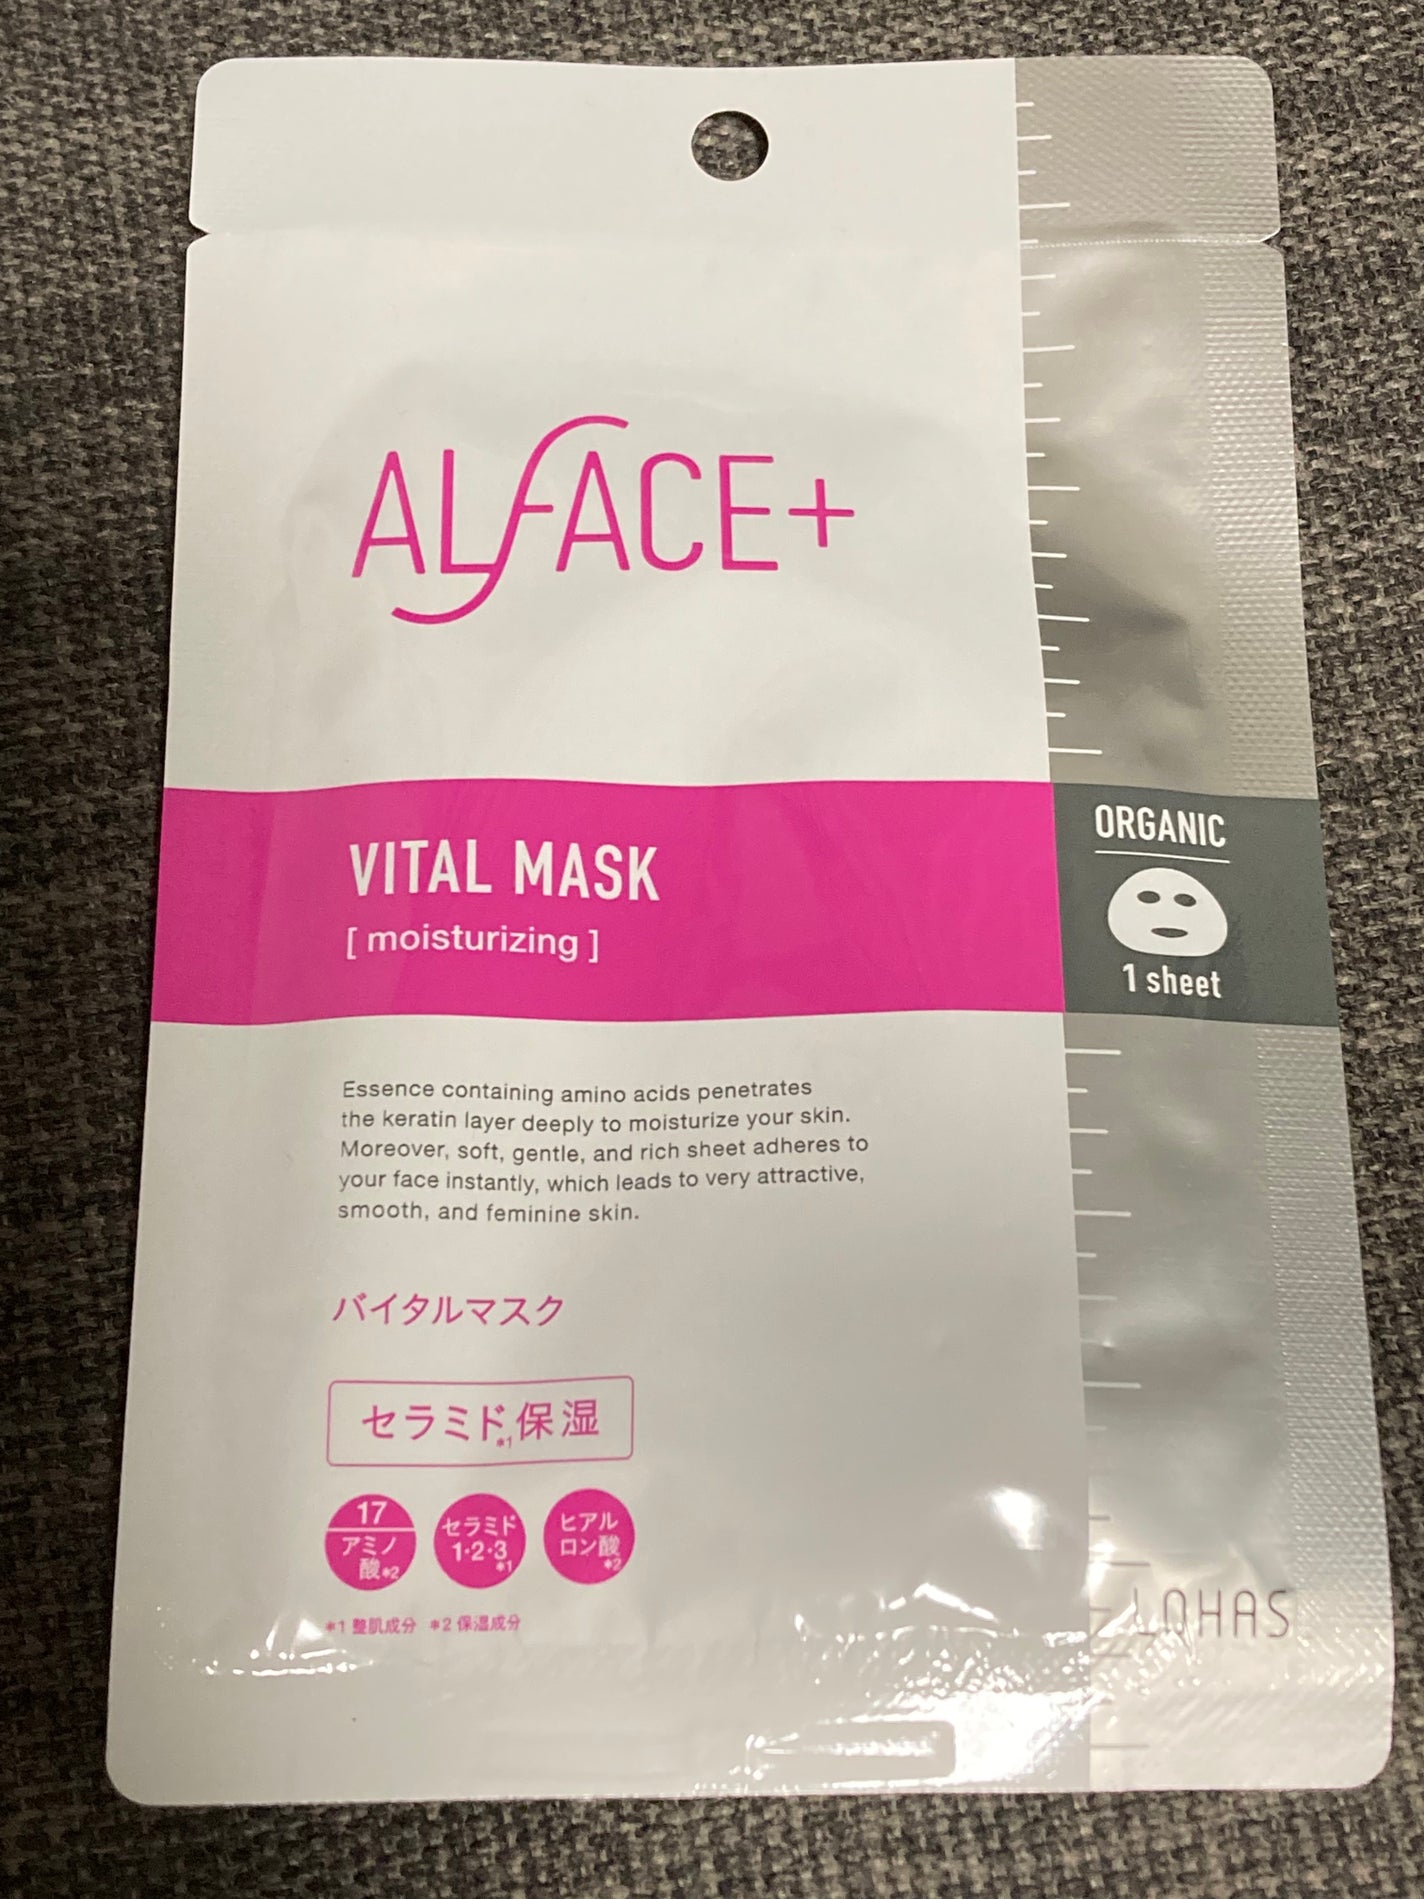 ALFACE+
VITAL MASK
[ moisturizing ]
ORGANIC
1 sheet
Essence containing amino acids penetrates
the keratin layer deeply to moisturize your skin.
Moreover, soft, gentle, and rich sheet adheres to
your face instantly, which leads to very attractive,
smooth, and feminine skin.
バイタルマスク
セラミド*1保湿
17
アミノ
酸*2
セラミド
1・2・3
*1
ヒアル
ロン酸
*2
*1 整肌成分 *2 保湿成分
LOHAS